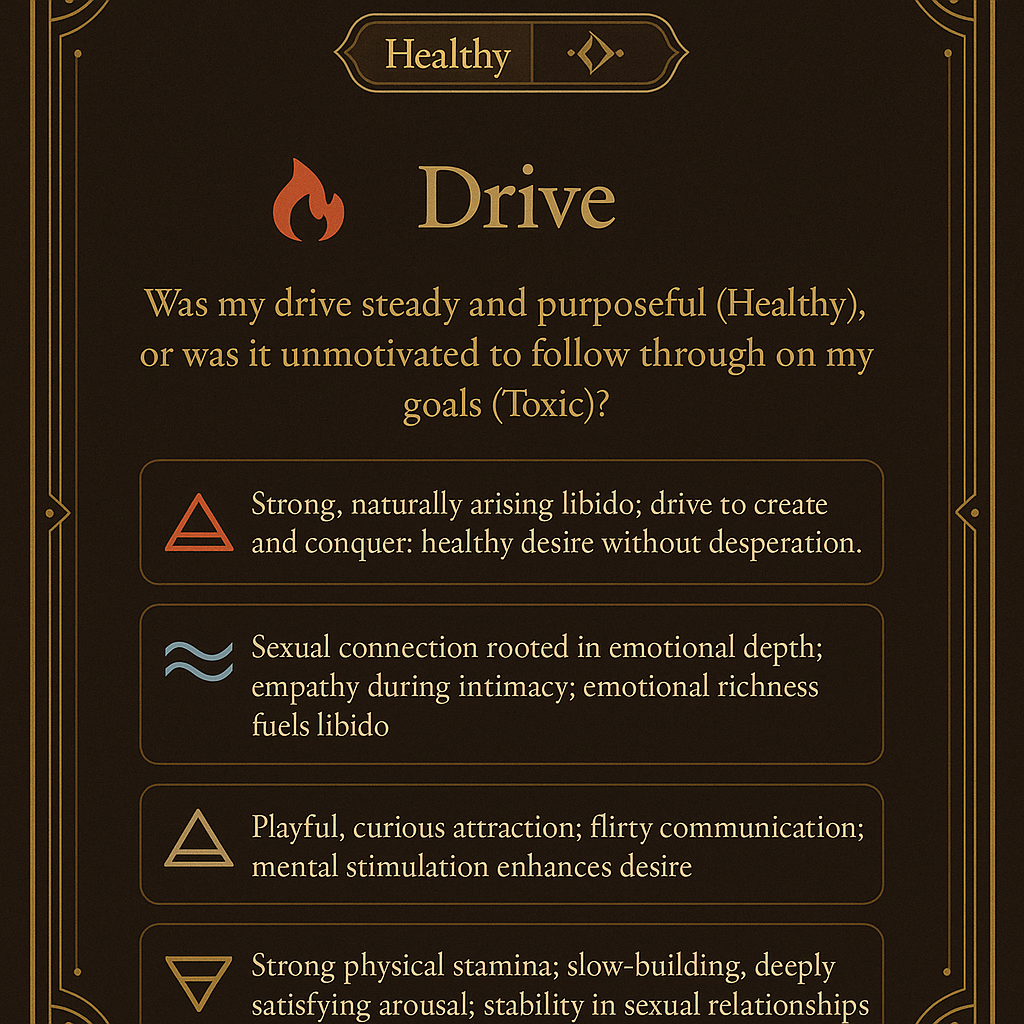 Healthy
Drive
Was my drive steady and purposeful (Healthy),
or was it unmotivated to follow through on my
goals (Toxic)?
Strong, naturally arising libido; drive to create
and conquer: healthy desire without desperation.
Sexual connection rooted in emotional depth;
empathy during intimacy; emotional richness
fuels libido
Playful, curious attraction; flirty communication;
mental stimulation enhances desire
Strong physical stamina; slow-building, deeply
satisfying arousal; stability in sexual relationships